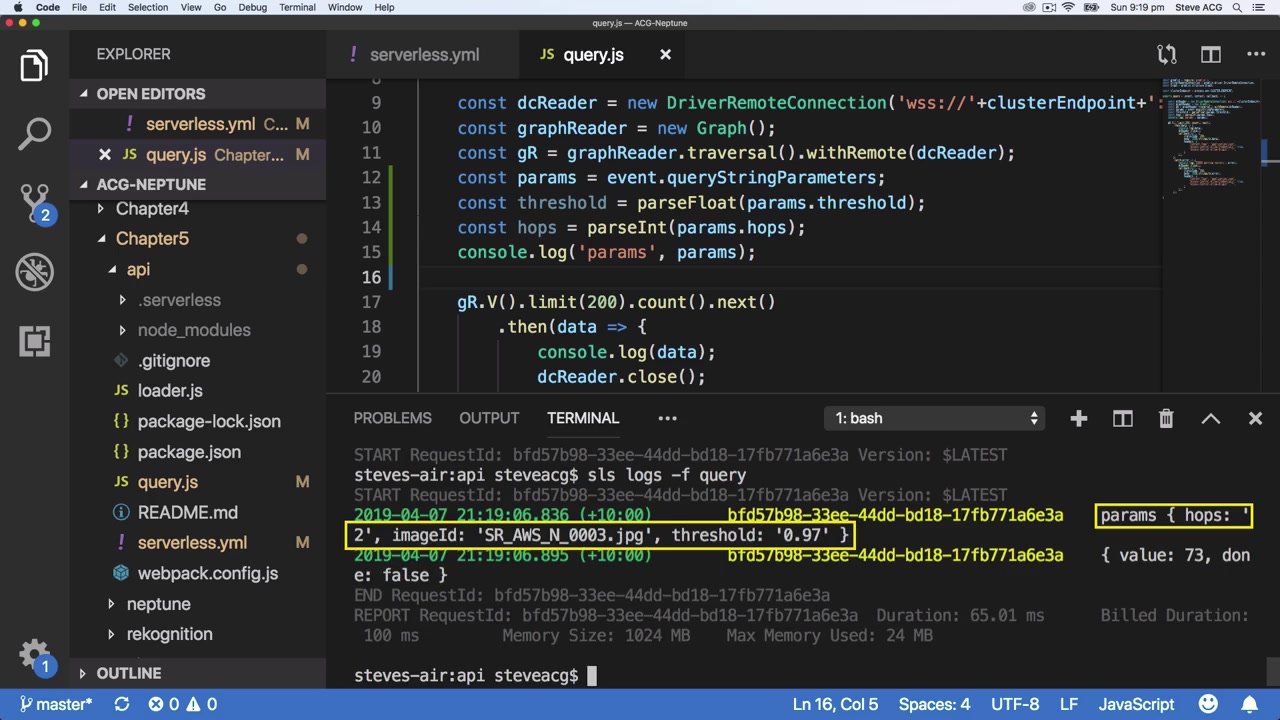 Code File Edit Selection View Go Debug Terminal Window Help
Sun 9:19 pm Steve ACG
query.js — ACG-Neptune
EXPLORER
! serverless.yml
JS query.js ×
OPEN EDITORS
! serverless.yml C... M
× JS query.js Chapter... M
ACG-NEPTUNE
Chapter4
Chapter5
api
.serverless
node_modules
.gitignore
JS loader.js
{} package-lock.json
{} package.json
JS query.js M
README.md
! serverless.yml M
webpack.config.js
neptune
rekognition
OUTLINE
2
1
8
9 const dcReader = new DriverRemoteConnection('wss://'+clusterEndpoint+':
10 const graphReader = new Graph();
11 const gR = graphReader.traversal().withRemote(dcReader);
12 const params = event.queryStringParameters;
13 const threshold = parseFloat(params.threshold);
14 const hops = parseInt(params.hops);
15 console.log('params', params);
16
17 gR.V().limit(200).count().next()
18 .then(data => {
19 console.log(data);
20 dcReader.close();
PROBLEMS OUTPUT TERMINAL ••• 1: bash
START RequestId: bfd57b98-33ee-44dd-bd18-17fb771a6e3a Version: $LATEST
steves-air:api steveacg$ sls logs -f query
START RequestId: bfd57b98-33ee-44dd-bd18-17fb771a6e3a Version: $LATEST
2019-04-07 21:19:06.836 (+10:00) bfd57b98-33ee-44dd-bd18-17fb771a6e3a params { hops: '
2', imageId: 'SR_AWS_N_0003.jpg', threshold: '0.97' }
2019-04-07 21:19:06.895 (+10:00) bfd57b98-33ee-44dd-bd18-17fb771a6e3a { value: 73, don
e: false }
END RequestId: bfd57b98-33ee-44dd-bd18-17fb771a6e3a
REPORT RequestId: bfd57b98-33ee-44dd-bd18-17fb771a6e3a Duration: 65.01 ms Billed Duration:
100 ms Memory Size: 1024 MB Max Memory Used: 24 MB
steves-air:api steveacg$
master* 0 0 Ln 16, Col 5 Spaces: 4 UTF-8 LF JavaScript